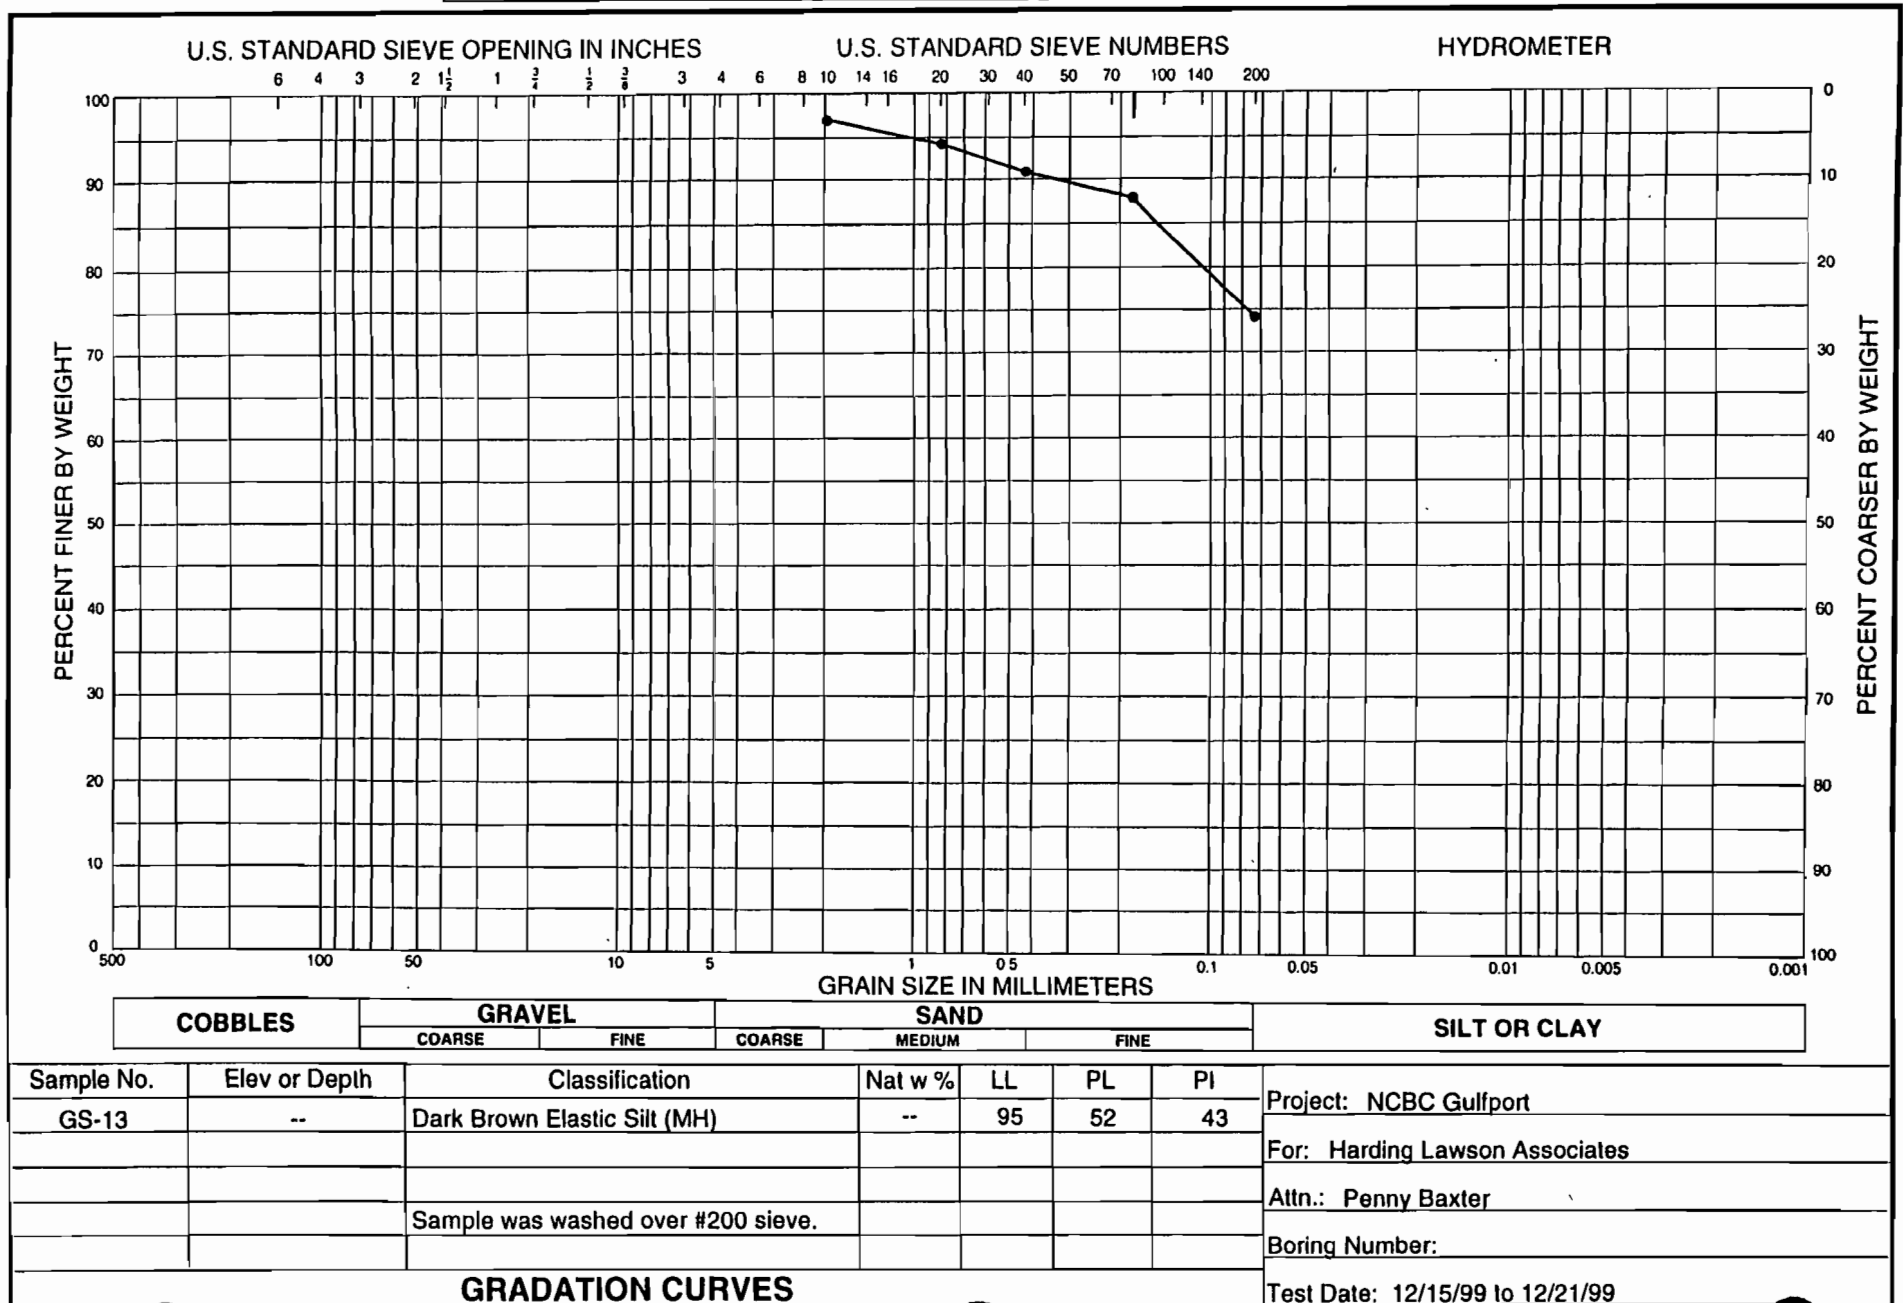 U.S. STANDARD SIEVE OPENING IN INCHES U.S. STANDARD SIEVE NUMBERS HYDROMETER
6 4 3 2 1½ 1 ¾ ½ ⅜ 3 4 6 8 10 14 16 20 30 40 50 70 100 140 200
100 0
90 10
80 20
70 30
60 40
50 50
40 60
30 70
20 80
10 90
0 100
PERCENT FINER BY WEIGHT
PERCENT COARSER BY WEIGHT
500 100 50 10 5 1 0 5 0.1 0.05 0.01 0.005 0.001
GRAIN SIZE IN MILLIMETERS
COBBLES GRAVEL SAND SILT OR CLAY
COARSE FINE COARSE MEDIUM FINE
Sample No. Elev or Depth Classification Nat w % LL PL PI
GS-13 -- Dark Brown Elastic Silt (MH) -- 95 52 43
Sample was washed over #200 sieve.
Project: NCBC Gulfport
For: Harding Lawson Associates
Attn.: Penny Baxter
Boring Number:
Test Date: 12/15/99 to 12/21/99
GRADATION CURVES